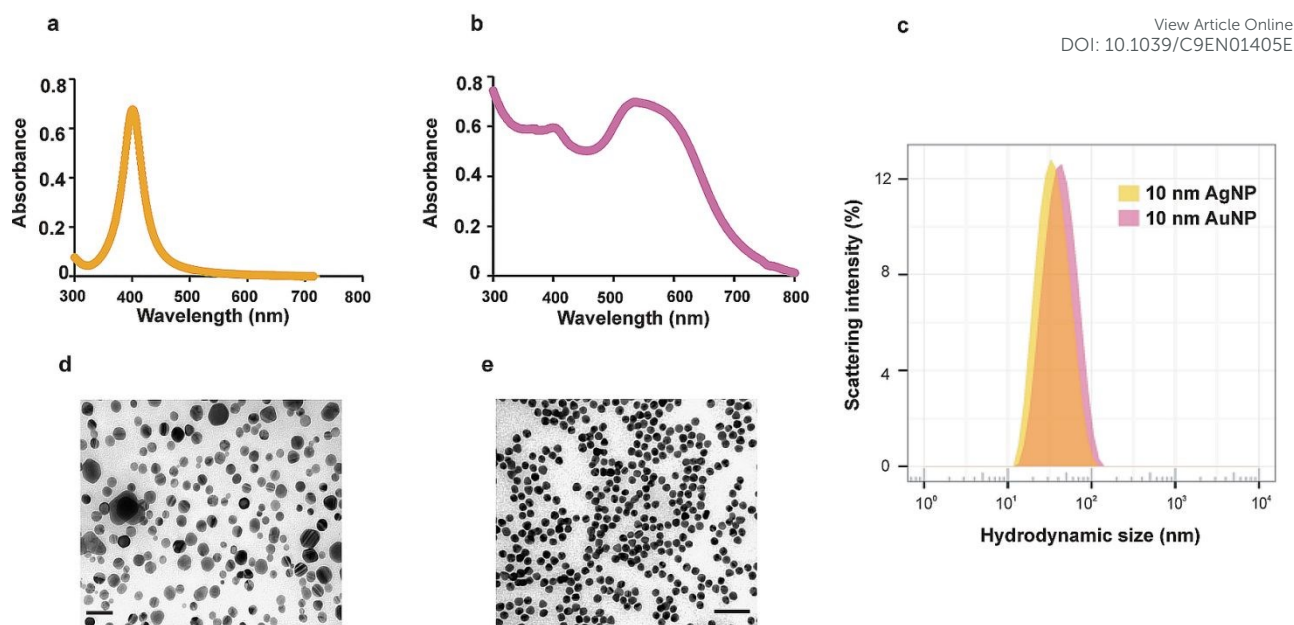 a
b
c
View Article Online
DOI: 10.1039/C9EN01405E
0.8
0.6
0.4
0.2
0
Absorbance
300 400 500 600 700 800
Wavelength (nm)
0.8
0.6
0.4
0.2
0
Absorbance
300 400 500 600 700 800
Wavelength (nm)
12
8
4
0
Scattering intensity (%)
10 nm AgNP
10 nm AuNP
10⁰ 10¹ 10² 10³ 10⁴
Hydrodynamic size (nm)
d
e